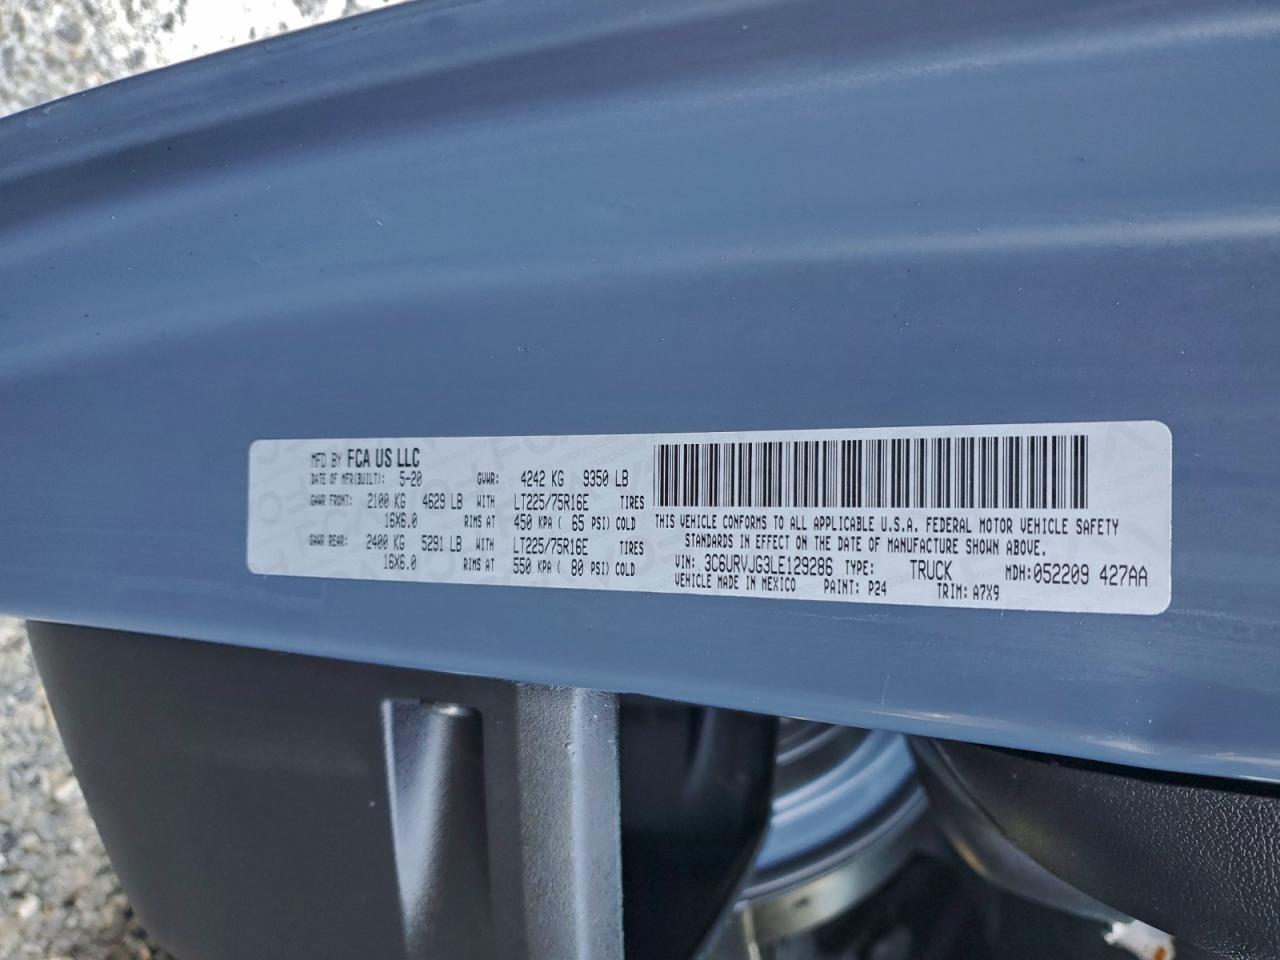 MFD BY FCA US LLC
DATE OF MFR(BUILT): 5-20 GVWR: 4242 KG 9350 LB
GAWR FRONT: 2100 KG 4629 LB WITH LT225/75R16E TIRES
16X6.0 RIMS AT 450 KPA ( 65 PSI) COLD
GAWR REAR: 2400 KG 5291 LB WITH LT225/75R16E TIRES
16X6.0 RIMS AT 550 KPA ( 80 PSI) COLD
THIS VEHICLE CONFORMS TO ALL APPLICABLE U.S.A. FEDERAL MOTOR VEHICLE SAFETY
STANDARDS IN EFFECT ON THE DATE OF MANUFACTURE SHOWN ABOVE.
VIN: 3C6URVJG3LE129286 TYPE: TRUCK MDH:052209 427AA
VEHICLE MADE IN MEXICO PAINT: P24 TRIM: A7X9